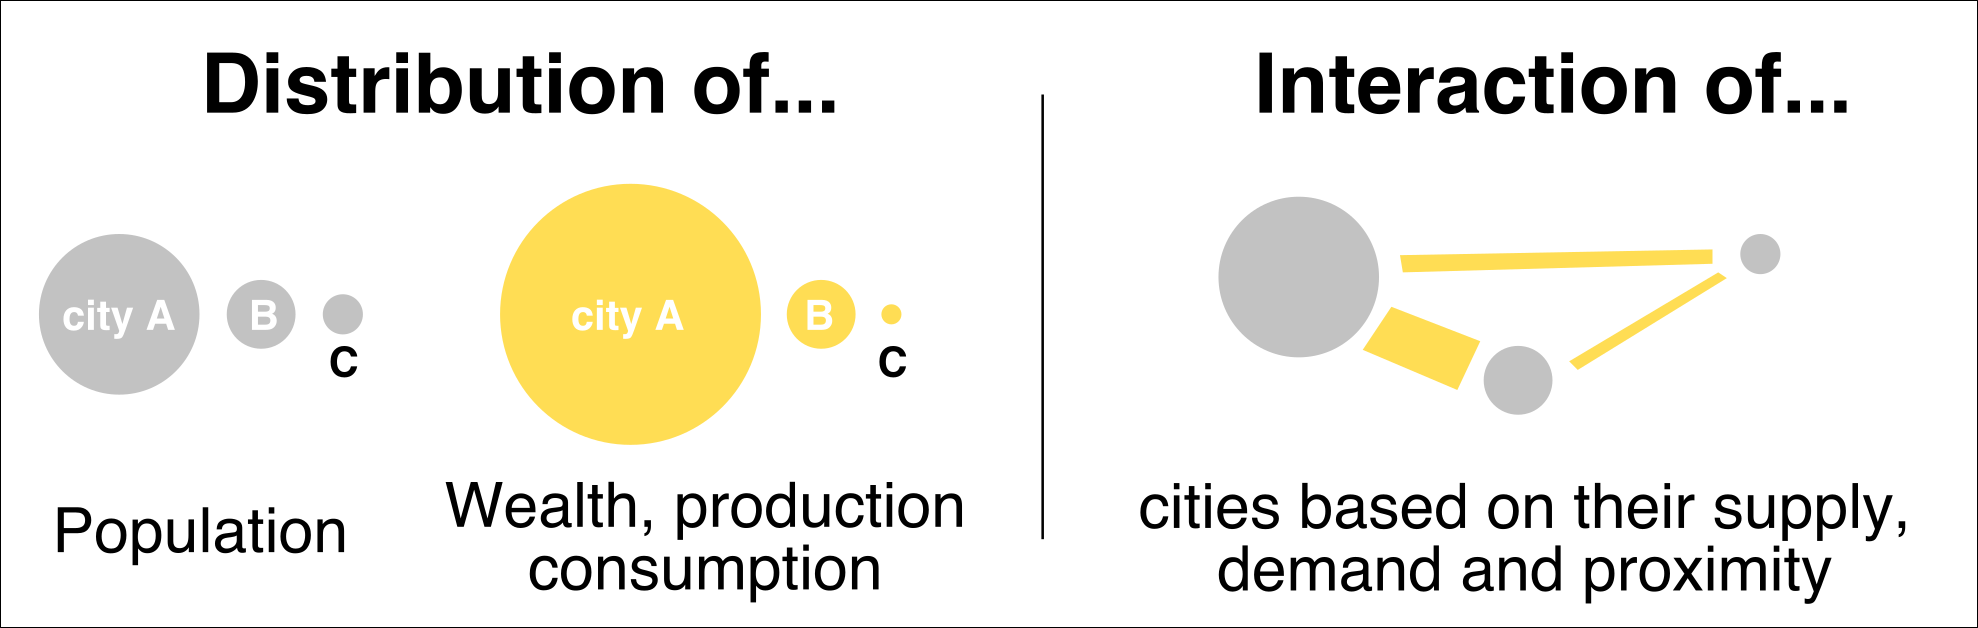 Distribution of...
city A
B
C
Population
city A
B
C
Wealth, production
consumption
Interaction of...
cities based on their supply,
demand and proximity